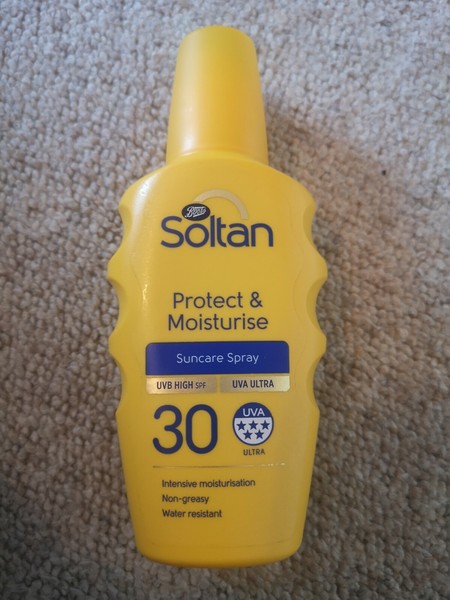 Boots
Soltan
Protect &
Moisturise
Suncare Spray
UVB HIGH SPF UVA ULTRA
30
UVA
ULTRA
Intensive moisturisation
Non-greasy
Water resistant